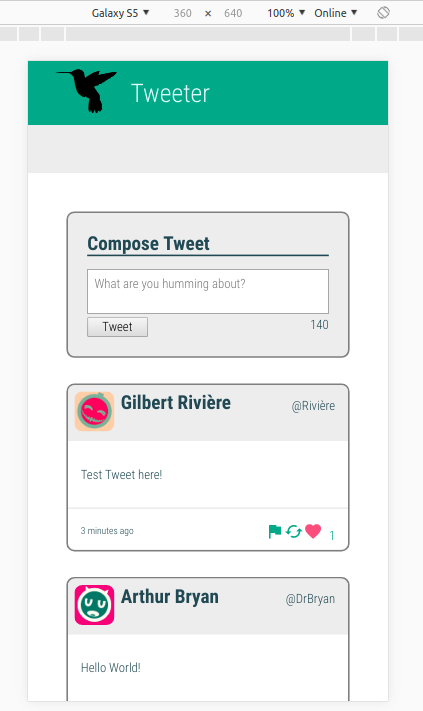 Galaxy S5 ▼ 360 × 640 100% ▼ Online ▼
Tweeter
Compose Tweet
What are you humming about?
Tweet 140
Gilbert Rivière @Rivière
Test Tweet here!
3 minutes ago 1
Arthur Bryan @DrBryan
Hello World!